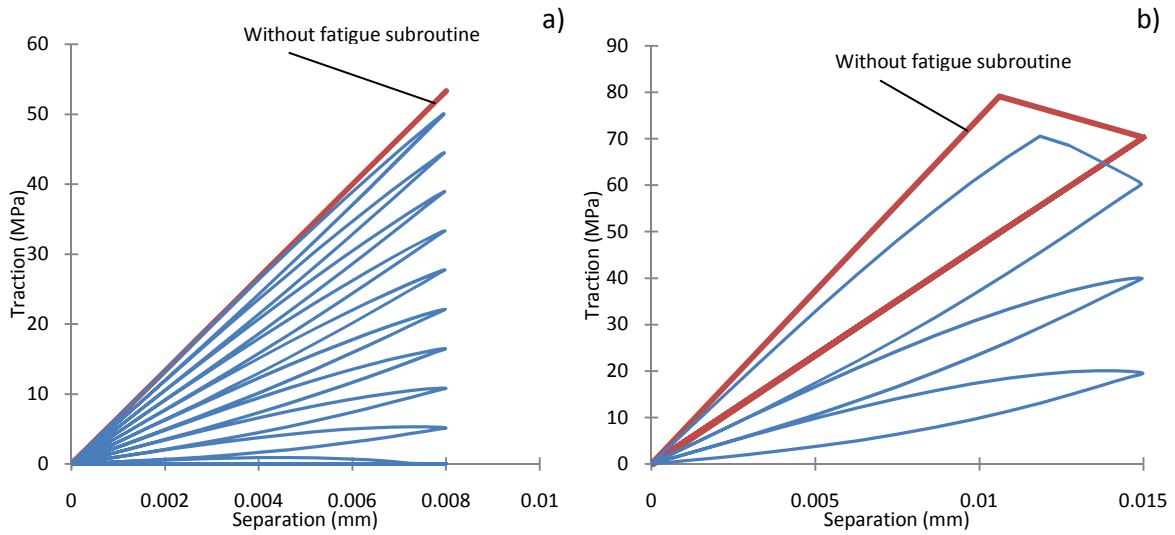 a)
Without fatigue subroutine
60
50
40
30
20
10
0
Traction (MPa)
0 0.002 0.004 0.006 0.008 0.01
Separation (mm)
b)
Without fatigue subroutine
90
80
70
60
50
40
30
20
10
0
Traction (MPa)
0 0.005 0.01 0.015
Separation (mm)